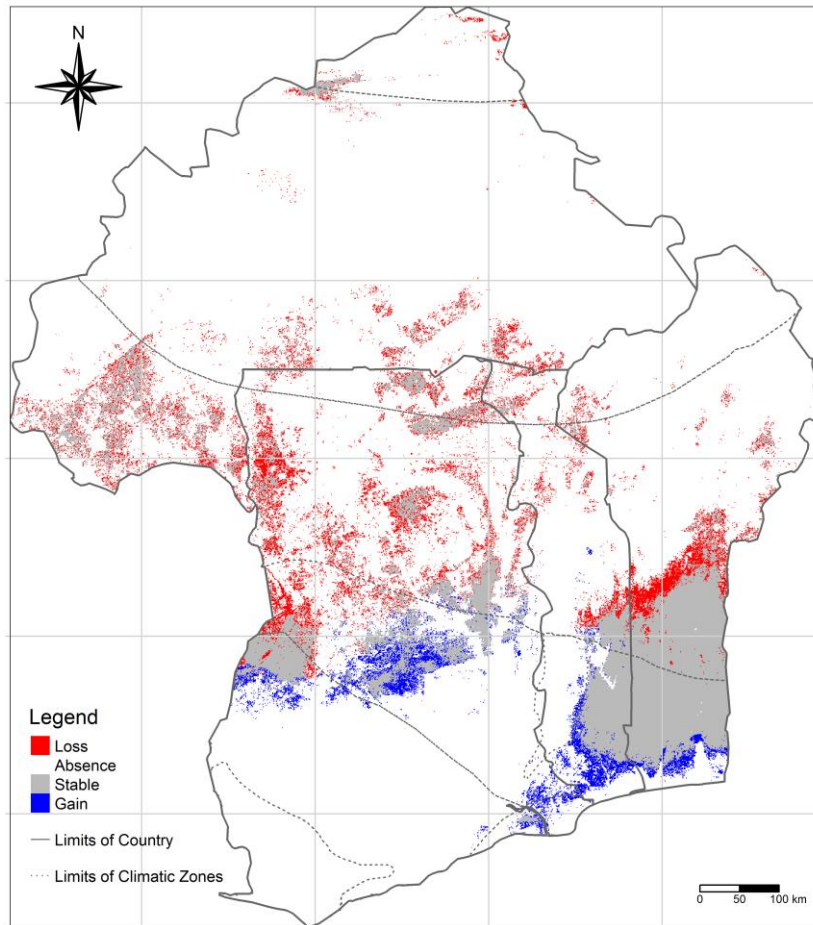 N
Legend
Loss
Absence
Stable
Gain
Limits of Country
Limits of Climatic Zones
0 50 100 km